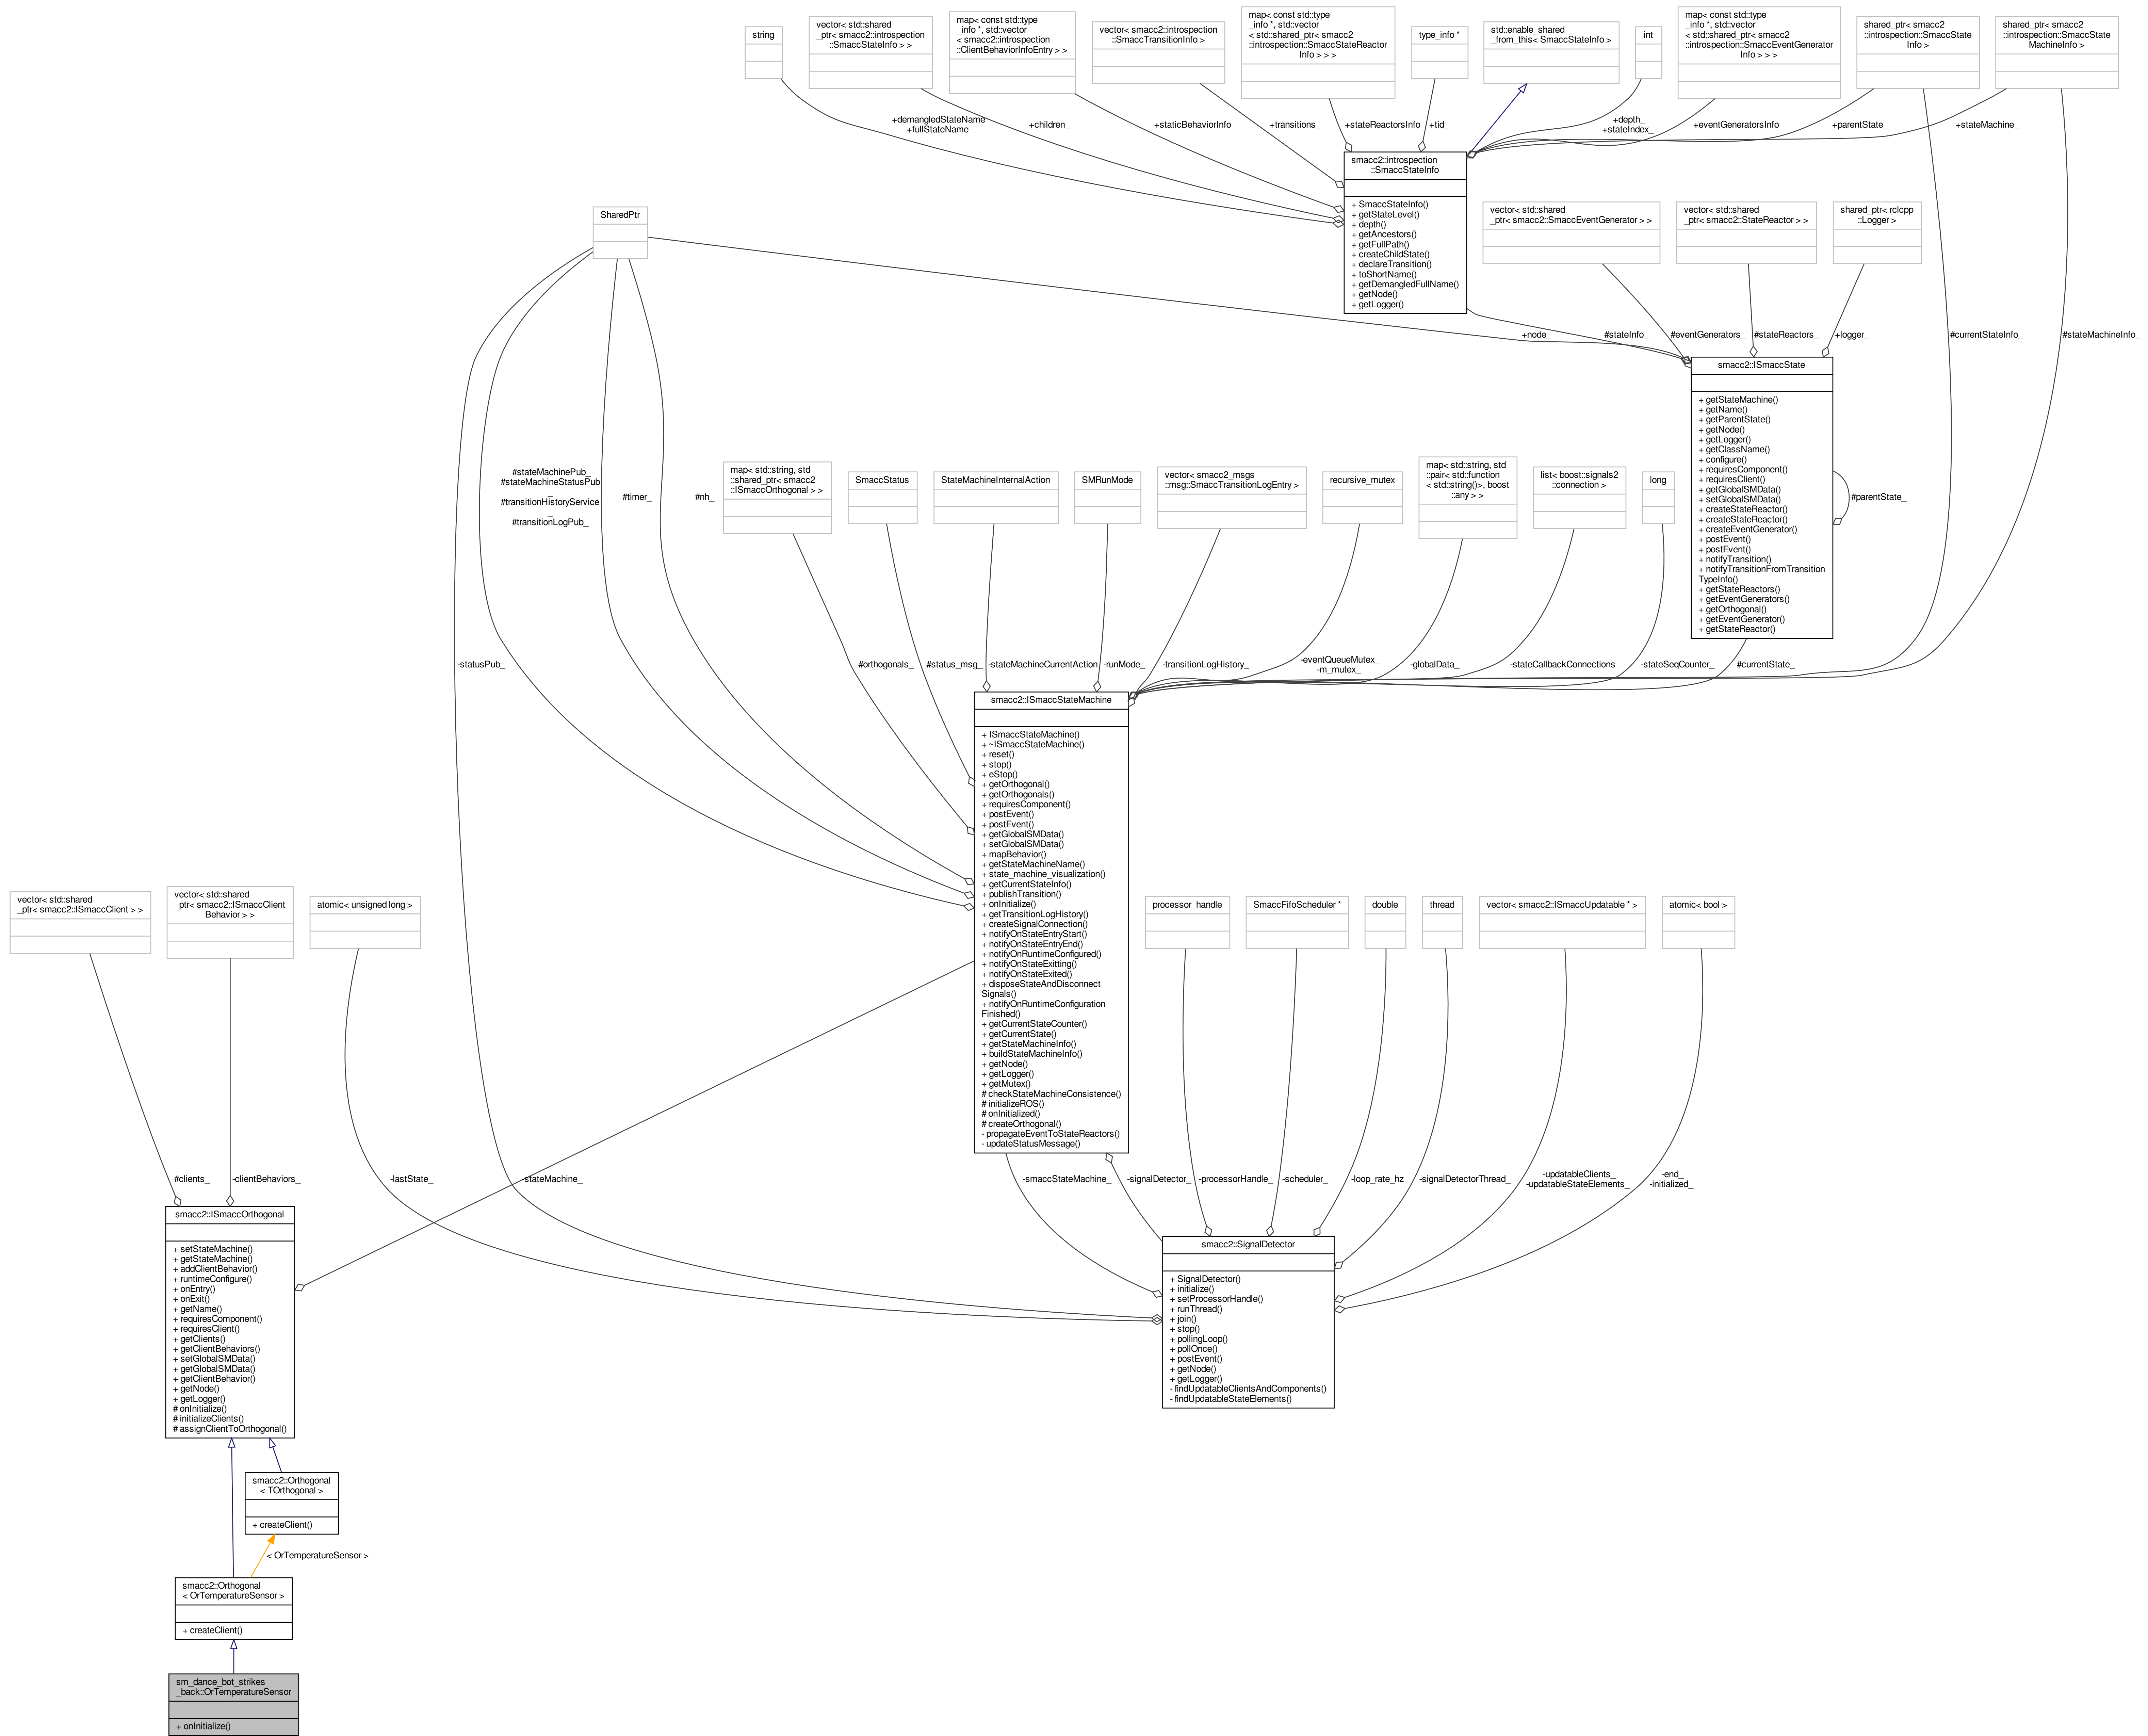 string
vector< std::shared
_ptr< smacc2::introspection
::SmaccStateInfo > >
map< const std::type
_info *, std::vector
< smacc2::introspection
::ClientBehaviorInfoEntry > >
vector< smacc2::introspection
::SmaccTransitionInfo >
map< const std::type
_info *, std::vector
< std::shared_ptr< smacc2
::introspection::SmaccStateReactor
Info > > >
type_info *
std::enable_shared
_from_this< SmaccStateInfo >
int
map< const std::type
_info *, std::vector
< std::shared_ptr< smacc2
::introspection::SmaccEventGenerator
Info > > >
shared_ptr< smacc2
::introspection::SmaccState
Info >
shared_ptr< smacc2
::introspection::SmaccState
MachineInfo >
+demangledStateName
+fullStateName
+children_
+staticBehaviorInfo
+transitions_
+stateReactorsInfo
+tid_
+depth_
+stateIndex_
+eventGeneratorsInfo
+parentState_
+stateMachine_
smacc2::introspection
::SmaccStateInfo
+ SmaccStateInfo()
+ getStateLevel()
+ depth()
+ getAncestors()
+ getFullPath()
+ createChildState()
+ declareTransition()
+ toShortName()
+ getDemangledFullName()
+ getNode()
+ getLogger()
SharedPtr
vector< std::shared
_ptr< smacc2::SmaccEventGenerator > >
vector< std::shared
_ptr< smacc2::StateReactor > >
shared_ptr< rclcpp
::Logger >
+node_
#stateInfo_
#eventGenerators_
#stateReactors_
+logger_
#currentStateInfo_
#stateMachineInfo_
smacc2::ISmaccState
+ getStateMachine()
+ getName()
+ getParentState()
+ getNode()
+ getLogger()
+ getClassName()
+ configure()
+ requiresComponent()
+ requiresClient()
+ getGlobalSMData()
+ setGlobalSMData()
+ createStateReactor()
+ createStateReactor()
+ createEventGenerator()
+ postEvent()
+ postEvent()
+ notifyTransition()
+ notifyTransitionFromTransition
TypeInfo()
+ getStateReactors()
+ getEventGenerators()
+ getOrthogonal()
+ getEventGenerator()
+ getStateReactor()
#parentState_
#stateMachinePub_
#stateMachineStatusPub
_
#transitionHistoryService
_
#transitionLogPub_
#timer_
#nh_
map< std::string, std
::shared_ptr< smacc2
::ISmaccOrthogonal > >
SmaccStatus
StateMachineInternalAction
SMRunMode
vector< smacc2_msgs
::msg::SmaccTransitionLogEntry >
recursive_mutex
map< std::string, std
::pair< std::function
< std::string()>, boost
::any > >
list< boost::signals2
::connection >
long
-statusPub_
#orthogonals_
#status_msg_
-stateMachineCurrentAction
-runMode_
-transitionLogHistory_
-eventQueueMutex_
-m_mutex_
-globalData_
-stateCallbackConnections
-stateSeqCounter_
#currentState_
smacc2::ISmaccStateMachine
+ ISmaccStateMachine()
+ ~ISmaccStateMachine()
+ reset()
+ stop()
+ eStop()
+ getOrthogonal()
+ getOrthogonals()
+ requiresComponent()
+ postEvent()
+ postEvent()
+ getGlobalSMData()
+ setGlobalSMData()
+ mapBehavior()
+ getStateMachineName()
+ state_machine_visualization()
+ getCurrentStateInfo()
+ publishTransition()
+ onInitialize()
+ getTransitionLogHistory()
+ createSignalConnection()
+ notifyOnStateEntryStart()
+ notifyOnStateEntryEnd()
+ notifyOnRuntimeConfigured()
+ notifyOnStateExitting()
+ notifyOnStateExited()
+ disposeStateAndDisconnect
Signals()
+ notifyOnRuntimeConfiguration
Finished()
+ getCurrentStateCounter()
+ getCurrentState()
+ getStateMachineInfo()
+ buildStateMachineInfo()
+ getNode()
+ getLogger()
+ getMutex()
# checkStateMachineConsistence()
# initializeROS()
# onInitialized()
# createOrthogonal()
- propagateEventToStateReactors()
- updateStatusMessage()
vector< std::shared
_ptr< smacc2::ISmaccClient > >
vector< std::shared
_ptr< smacc2::ISmaccClient
Behavior > >
atomic< unsigned long >
processor_handle
SmaccFifoScheduler *
double
thread
vector< smacc2::ISmaccUpdatable * >
atomic< bool >
#clients_
-clientBehaviors_
-lastState_
-stateMachine_
-smaccStateMachine_
-signalDetector_
-processorHandle_
-scheduler_
-loop_rate_hz
-signalDetectorThread_
-updatableClients_
-updatableStateElements_
-end_
-initialized_
smacc2::ISmaccOrthogonal
+ setStateMachine()
+ getStateMachine()
+ addClientBehavior()
+ runtimeConfigure()
+ onEntry()
+ onExit()
+ getName()
+ requiresComponent()
+ requiresClient()
+ getClients()
+ getClientBehaviors()
+ setGlobalSMData()
+ getGlobalSMData()
+ getClientBehavior()
+ getNode()
+ getLogger()
# onInitialize()
# initializeClients()
# assignClientToOrthogonal()
smacc2::SignalDetector
+ SignalDetector()
+ initialize()
+ setProcessorHandle()
+ runThread()
+ join()
+ stop()
+ pollingLoop()
+ pollOnce()
+ postEvent()
+ getNode()
+ getLogger()
- findUpdatableClientsAndComponents()
- findUpdatableStateElements()
smacc2::Orthogonal
< TOrthogonal >
+ createClient()
< OrTemperatureSensor >
smacc2::Orthogonal
< OrTemperatureSensor >
+ createClient()
sm_dance_bot_strikes
_back::OrTemperatureSensor
+ onInitialize()